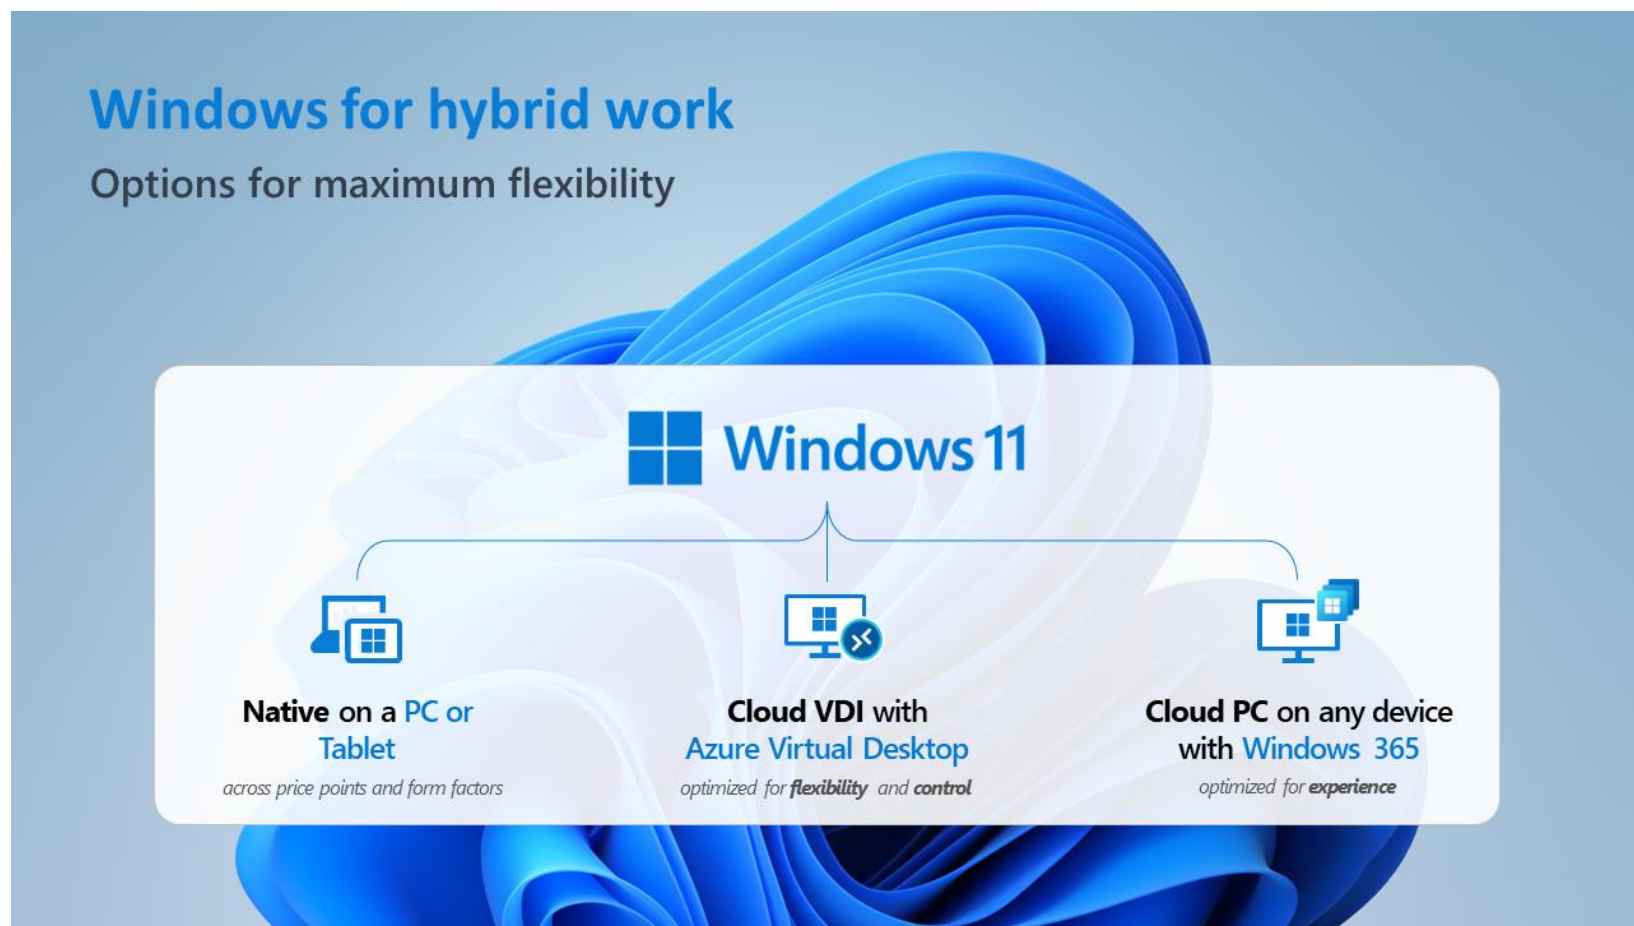 Windows for hybrid work
Options for maximum flexibility
Windows 11
Native on a PC or
Tablet
across price points and form factors
Cloud VDI with
Azure Virtual Desktop
optimized for flexibility and control
Cloud PC on any device
with Windows 365
optimized for experience